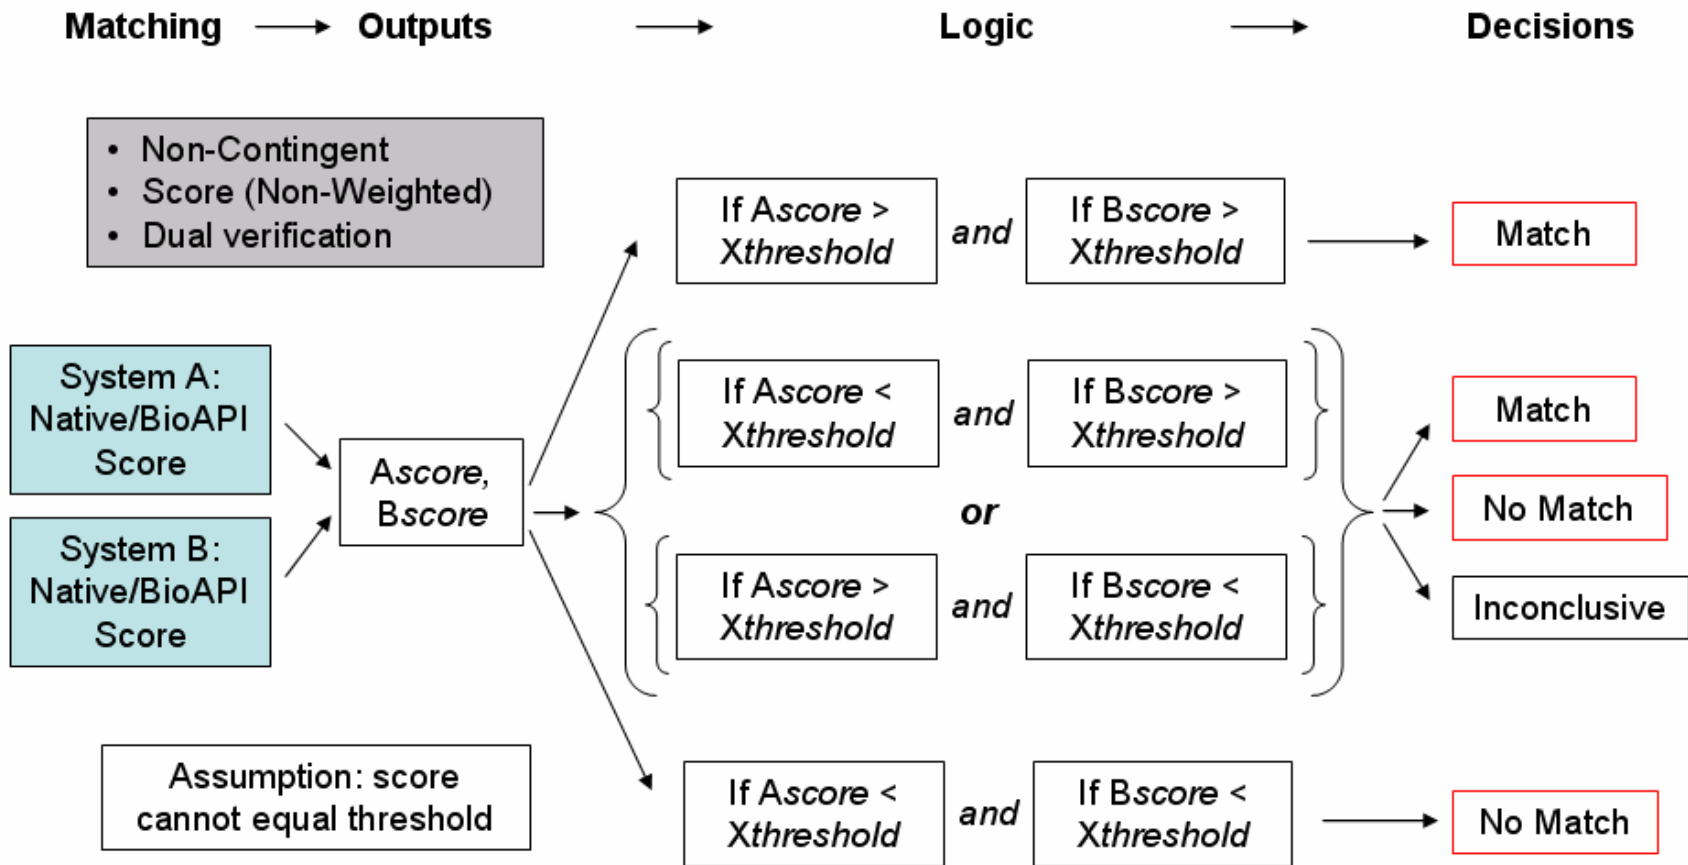 Matching Outputs Logic Decisions
• Non-Contingent
• Score (Non-Weighted)
• Dual verification
If Ascore >
Xthreshold
and
If Bscore >
Xthreshold
Match
System A:
Native/BioAPI
Score
System B:
Native/BioAPI
Score
Ascore,
Bscore
If Ascore <
Xthreshold
and
If Bscore >
Xthreshold
or
If Ascore >
Xthreshold
and
If Bscore <
Xthreshold
Match
No Match
Inconclusive
Assumption: score
cannot equal threshold
If Ascore <
Xthreshold
and
If Bscore <
Xthreshold
No Match